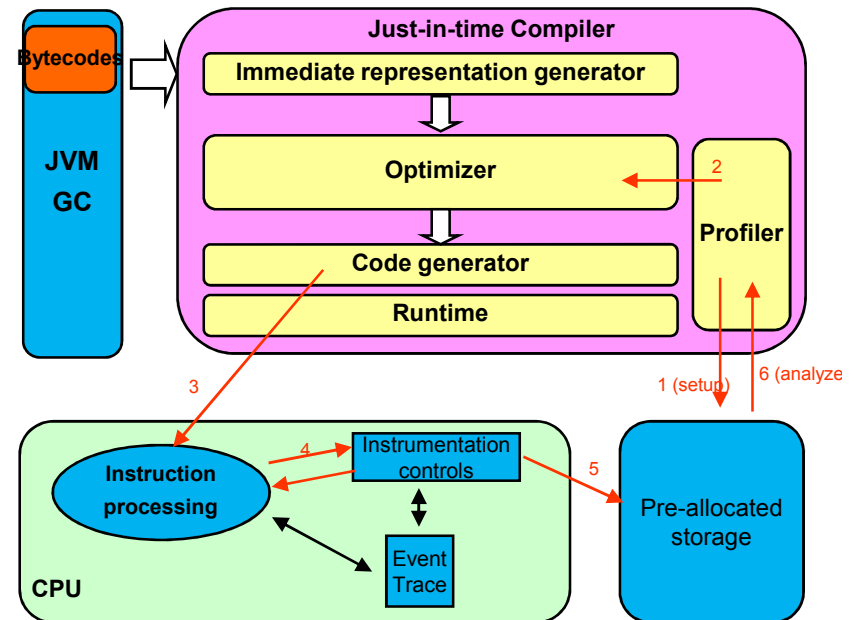 Just-in-time Compiler
Bytecodes
Immediate representation generator
JVM
GC
Optimizer
2
Profiler
Code generator
Runtime
3
1 (setup)
6 (analyze
4
Instrumentation
controls
5
Instruction
processing
Pre-allocated
storage
Event
Trace
CPU